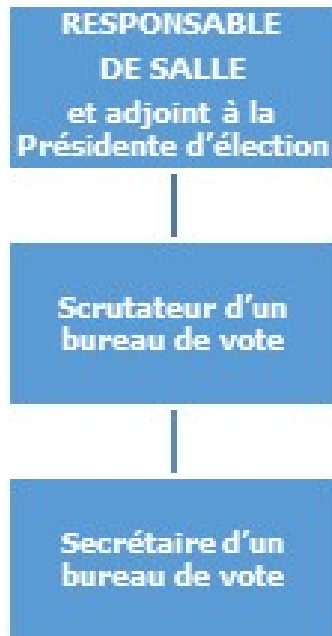 RESPONSABLE
DE SALLE
et adjoint à la
Présidente d'élection
Scrutateur d'un
bureau de vote
Secrétaire d'un
bureau de vote